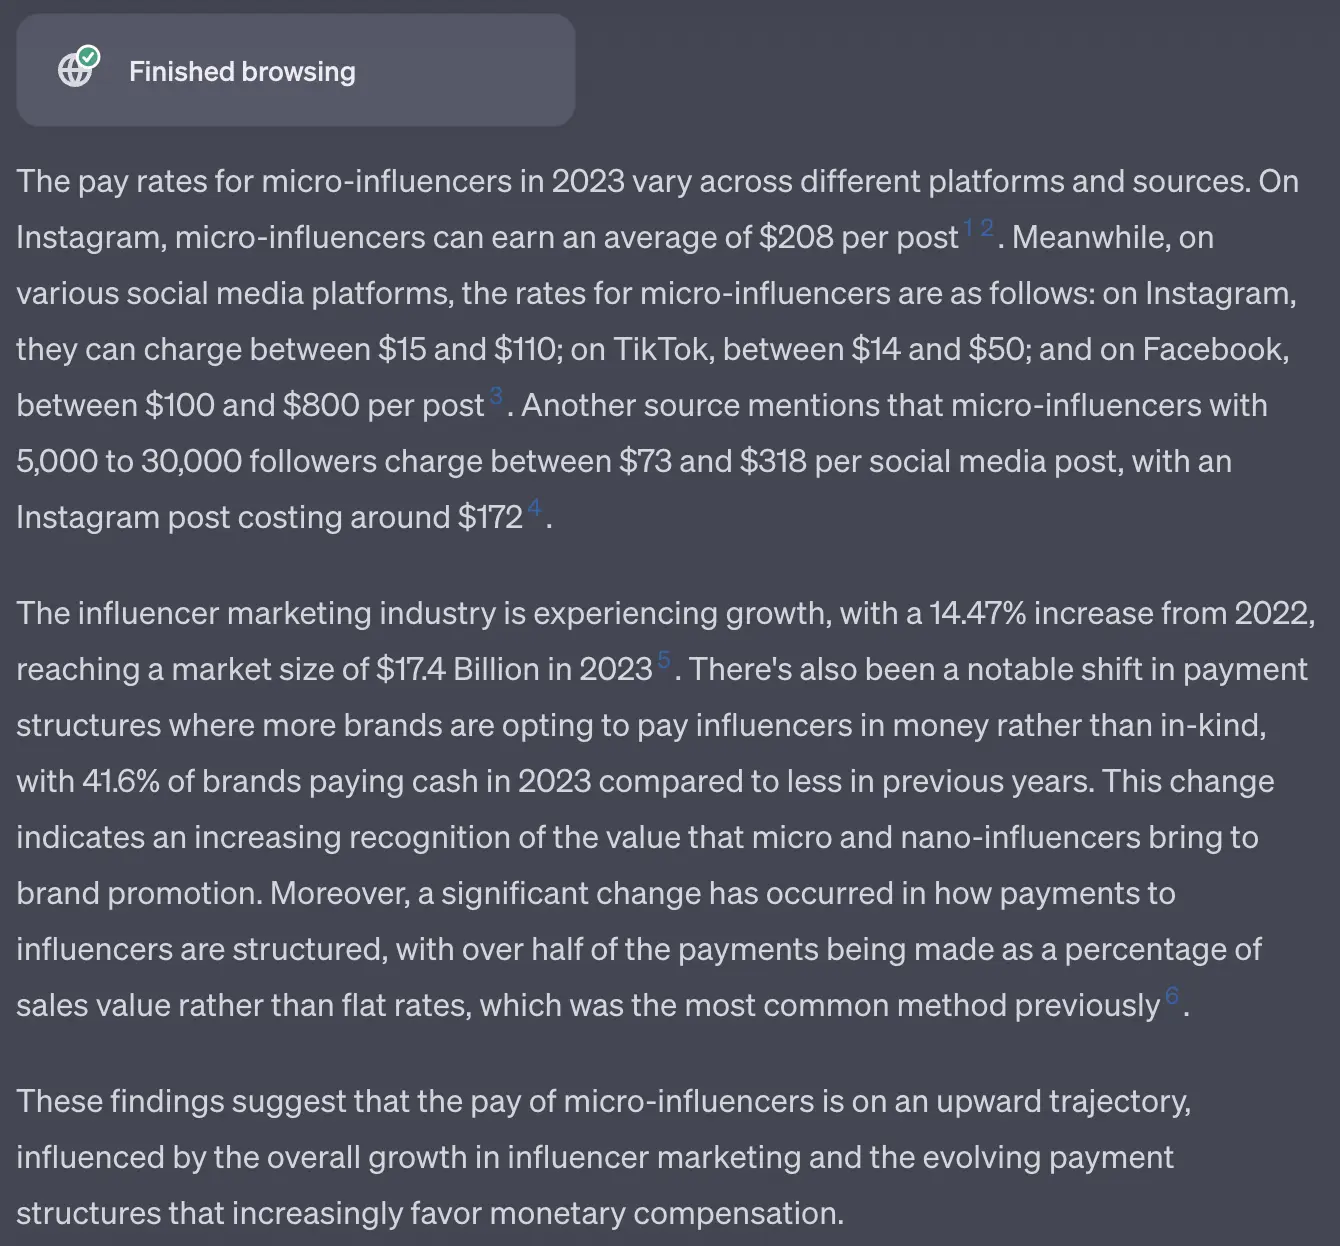 Finished browsing
The pay rates for micro-influencers in 2023 vary across different platforms and sources. On
Instagram, micro-influencers can earn an average of $208 per post 1 2 . Meanwhile, on
various social media platforms, the rates for micro-influencers are as follows: on Instagram,
they can charge between $15 and $110; on TikTok, between $14 and $50; and on Facebook,
between $100 and $800 per post 3 . Another source mentions that micro-influencers with
5,000 to 30,000 followers charge between $73 and $318 per social media post, with an
Instagram post costing around $172 4 .
The influencer marketing industry is experiencing growth, with a 14.47% increase from 2022,
reaching a market size of $17.4 Billion in 2023 5 . There's also been a notable shift in payment
structures where more brands are opting to pay influencers in money rather than in-kind,
with 41.6% of brands paying cash in 2023 compared to less in previous years. This change
indicates an increasing recognition of the value that micro and nano-influencers bring to
brand promotion. Moreover, a significant change has occurred in how payments to
influencers are structured, with over half of the payments being made as a percentage of
sales value rather than flat rates, which was the most common method previously 6 .
These findings suggest that the pay of micro-influencers is on an upward trajectory,
influenced by the overall growth in influencer marketing and the evolving payment
structures that increasingly favor monetary compensation.